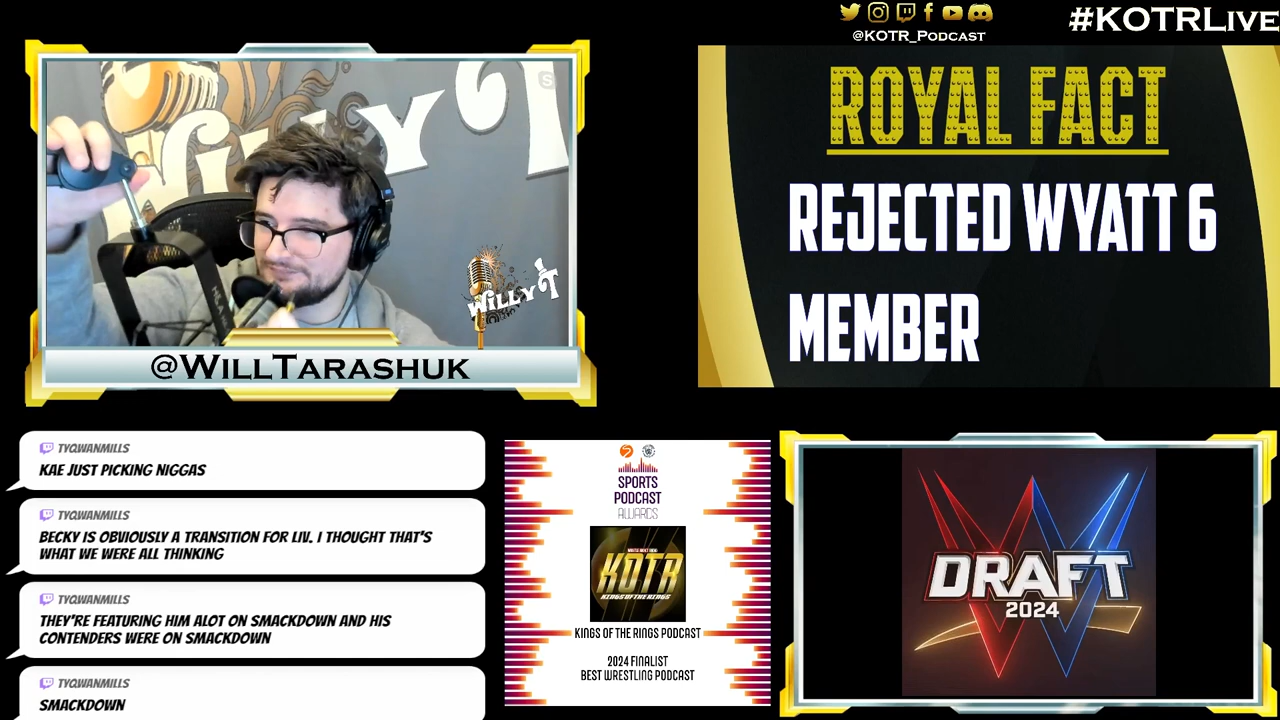 @KOTR_Podcast
#KOTRLive
Willy T
Willy T
@WillTarashuk
ROYAL FACT
REJECTED WYATT 6
MEMBER
TYQWANMILLS
KAE JUST PICKING NIGGAS
TYQWANMILLS
BECKY IS OBVIOUSLY A TRANSITION FOR LIV. I THOUGHT THAT'S
WHAT WE WERE ALL THINKING
TYQWANMILLS
THEY'RE FEATURING HIM ALOT ON SMACKDOWN AND HIS
CONTENDERS WERE ON SMACKDOWN
TYQWANMILLS
SMACKDOWN
SPORTS
PODCAST
AWARDS
KOTR
KINGS OF THE RINGS
KINGS OF THE RINGS PODCAST
2024 FINALIST
BEST WRESTLING PODCAST
DRAFT
2024